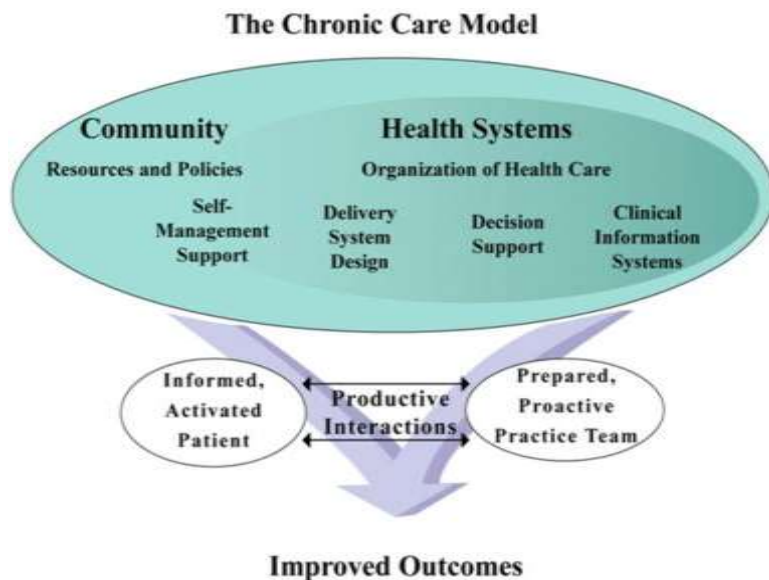 The Chronic Care Model
Community
Health Systems
Resources and Policies
Organization of Health Care
Self-
Management
Support
Delivery
System
Design
Decision
Support
Clinical
Information
Systems
Informed,
Activated
Patient
Productive
Interactions
Prepared,
Proactive
Practice Team
Improved Outcomes